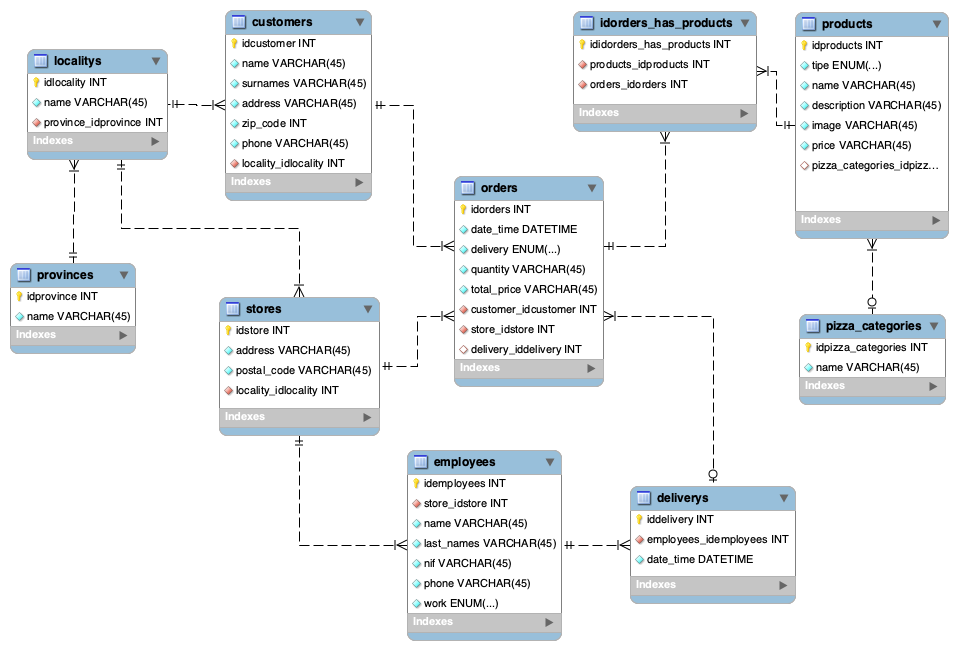 customers
idcustomer INT
name VARCHAR(45)
surnames VARCHAR(45)
address VARCHAR(45)
zip_code INT
phone VARCHAR(45)
locality_idlocality INT
Indexes
idorders_has_products
ididorders_has_products INT
products_idproducts INT
orders_idorders INT
Indexes
products
idproducts INT
tipe ENUM(...)
name VARCHAR(45)
description VARCHAR(45)
image VARCHAR(45)
price VARCHAR(45)
pizza_categories_idpizz...
Indexes
localitys
idlocality INT
name VARCHAR(45)
province_idprovince INT
Indexes
orders
idorders INT
date_time DATETIME
delivery ENUM(...)
quantity VARCHAR(45)
total_price VARCHAR(45)
customer_idcustomer INT
store_idstore INT
delivery_iddelivery INT
Indexes
provinces
idprovince INT
name VARCHAR(45)
Indexes
stores
idstore INT
address VARCHAR(45)
postal_code VARCHAR(45)
locality_idlocality INT
Indexes
pizza_categories
idpizza_categories INT
name VARCHAR(45)
Indexes
employees
idemployees INT
store_idstore INT
name VARCHAR(45)
last_names VARCHAR(45)
nif VARCHAR(45)
phone VARCHAR(45)
work ENUM(...)
Indexes
deliverys
iddelivery INT
employees_idemployees INT
date_time DATETIME
Indexes